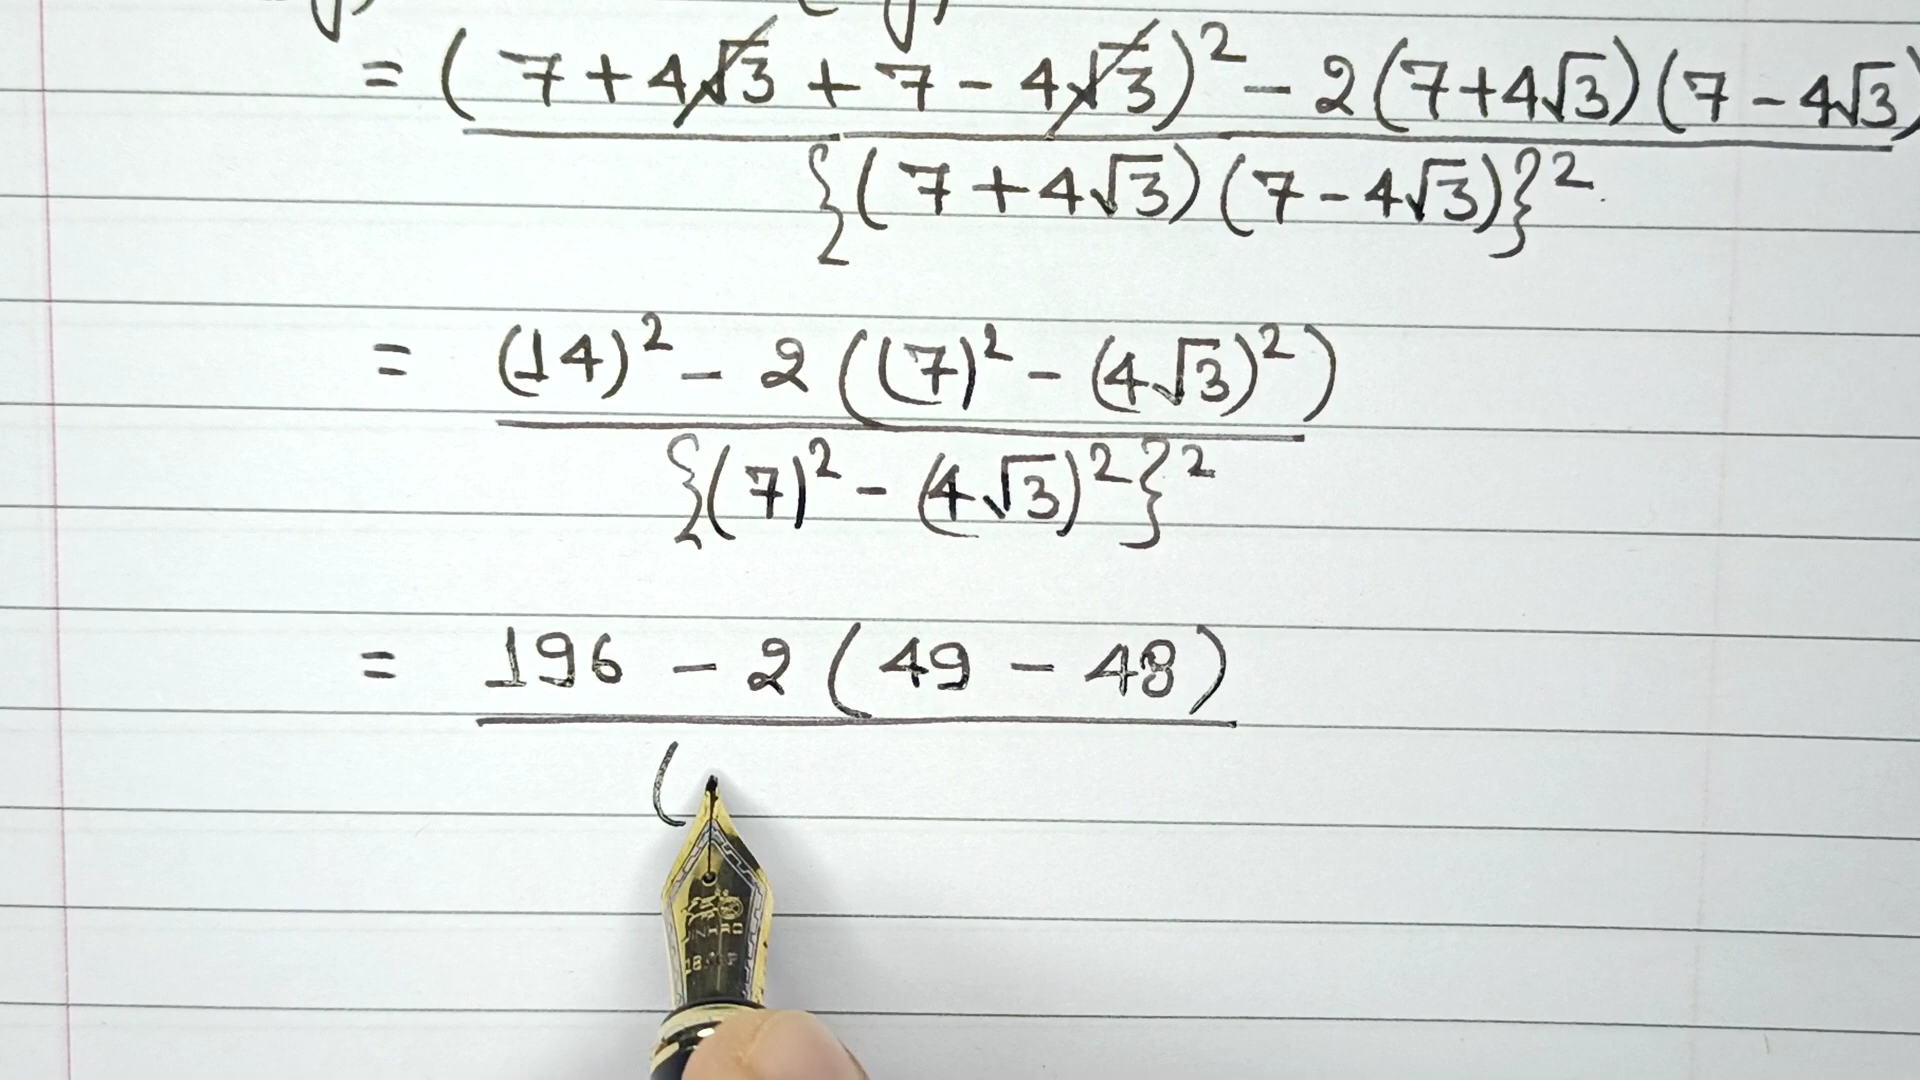 = (7 + 4√3 + 7 - 4√3)² - 2(7+4√3)(7 - 4√3)
{(7 + 4√3)(7 - 4√3)}²
= (14)² - 2((7)² - (4√3)²)
{(7)² - (4√3)²}²
= 196 - 2(49 - 48)
(